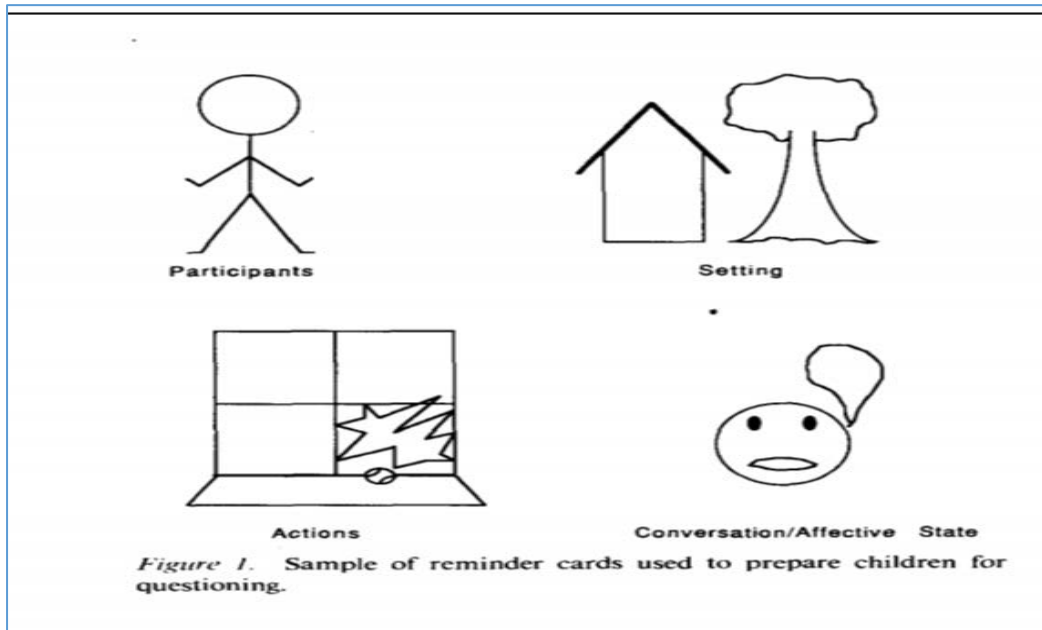 Participants
Setting
Actions
Conversation/Affective State
Figure 1. Sample of reminder cards used to prepare children for
questioning.